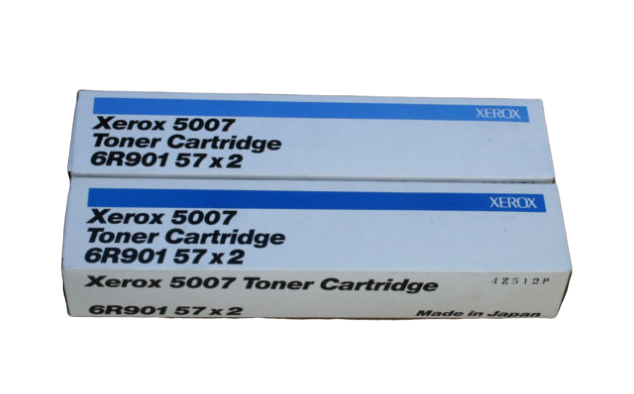 XEROX
Xerox 5007
Toner Cartridge
6R901 57 x 2
XEROX
Xerox 5007
Toner Cartridge
6R901 57 x 2
Xerox 5007 Toner Cartridge 4Z512P
6R901 57 x 2 Made in Japan